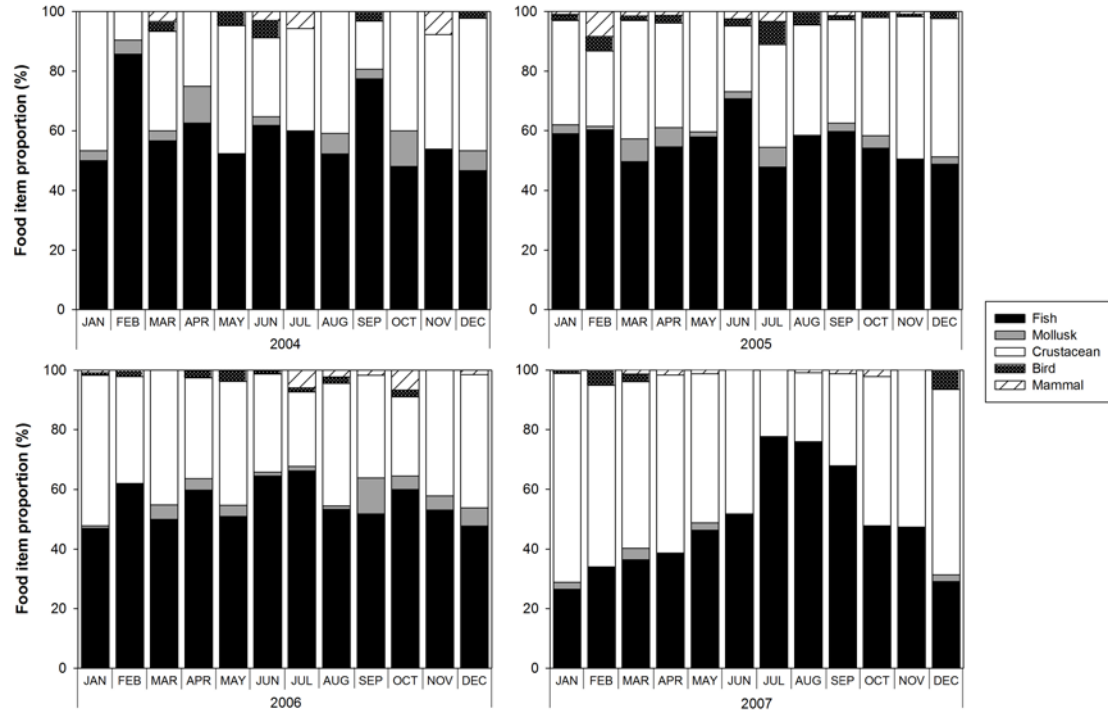 Food item proportion (%)
100
80
60
40
20
0
JAN FEB MAR APR MAY JUN JUL AUG SEP OCT NOV DEC
2004
100
80
60
40
20
0
JAN FEB MAR APR MAY JUN JUL AUG SEP OCT NOV DEC
2005
Fish
Mollusk
Crustacean
Bird
Mammal
Food item proportion (%)
100
80
60
40
20
0
JAN FEB MAR APR MAY JUN JUL AUG SEP OCT NOV DEC
2006
100
80
60
40
20
0
JAN FEB MAR APR MAY JUN JUL AUG SEP OCT NOV DEC
2007